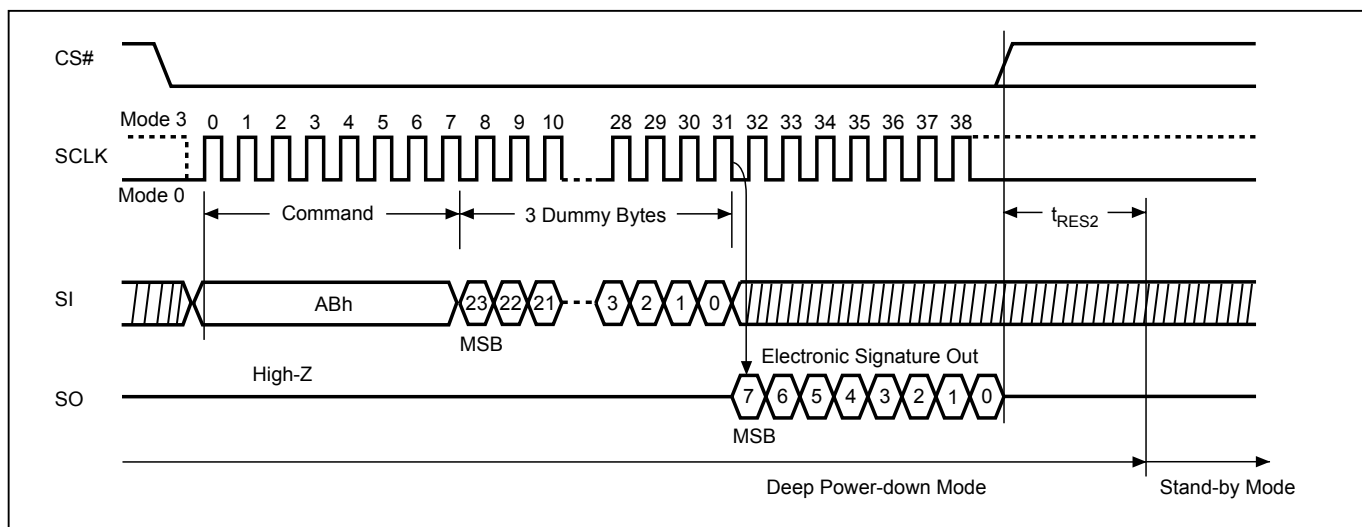 CS#
Mode 3
0 1 2 3 4 5 6 7 8 9 10 28 29 30 31 32 33 34 35 36 37 38
SCLK
Mode 0
Command
3 Dummy Bytes
tRES2
SI
ABh
23 22 21 3 2 1 0
MSB
Electronic Signature Out
High-Z
SO
7 6 5 4 3 2 1 0
MSB
Deep Power-down Mode
Stand-by Mode